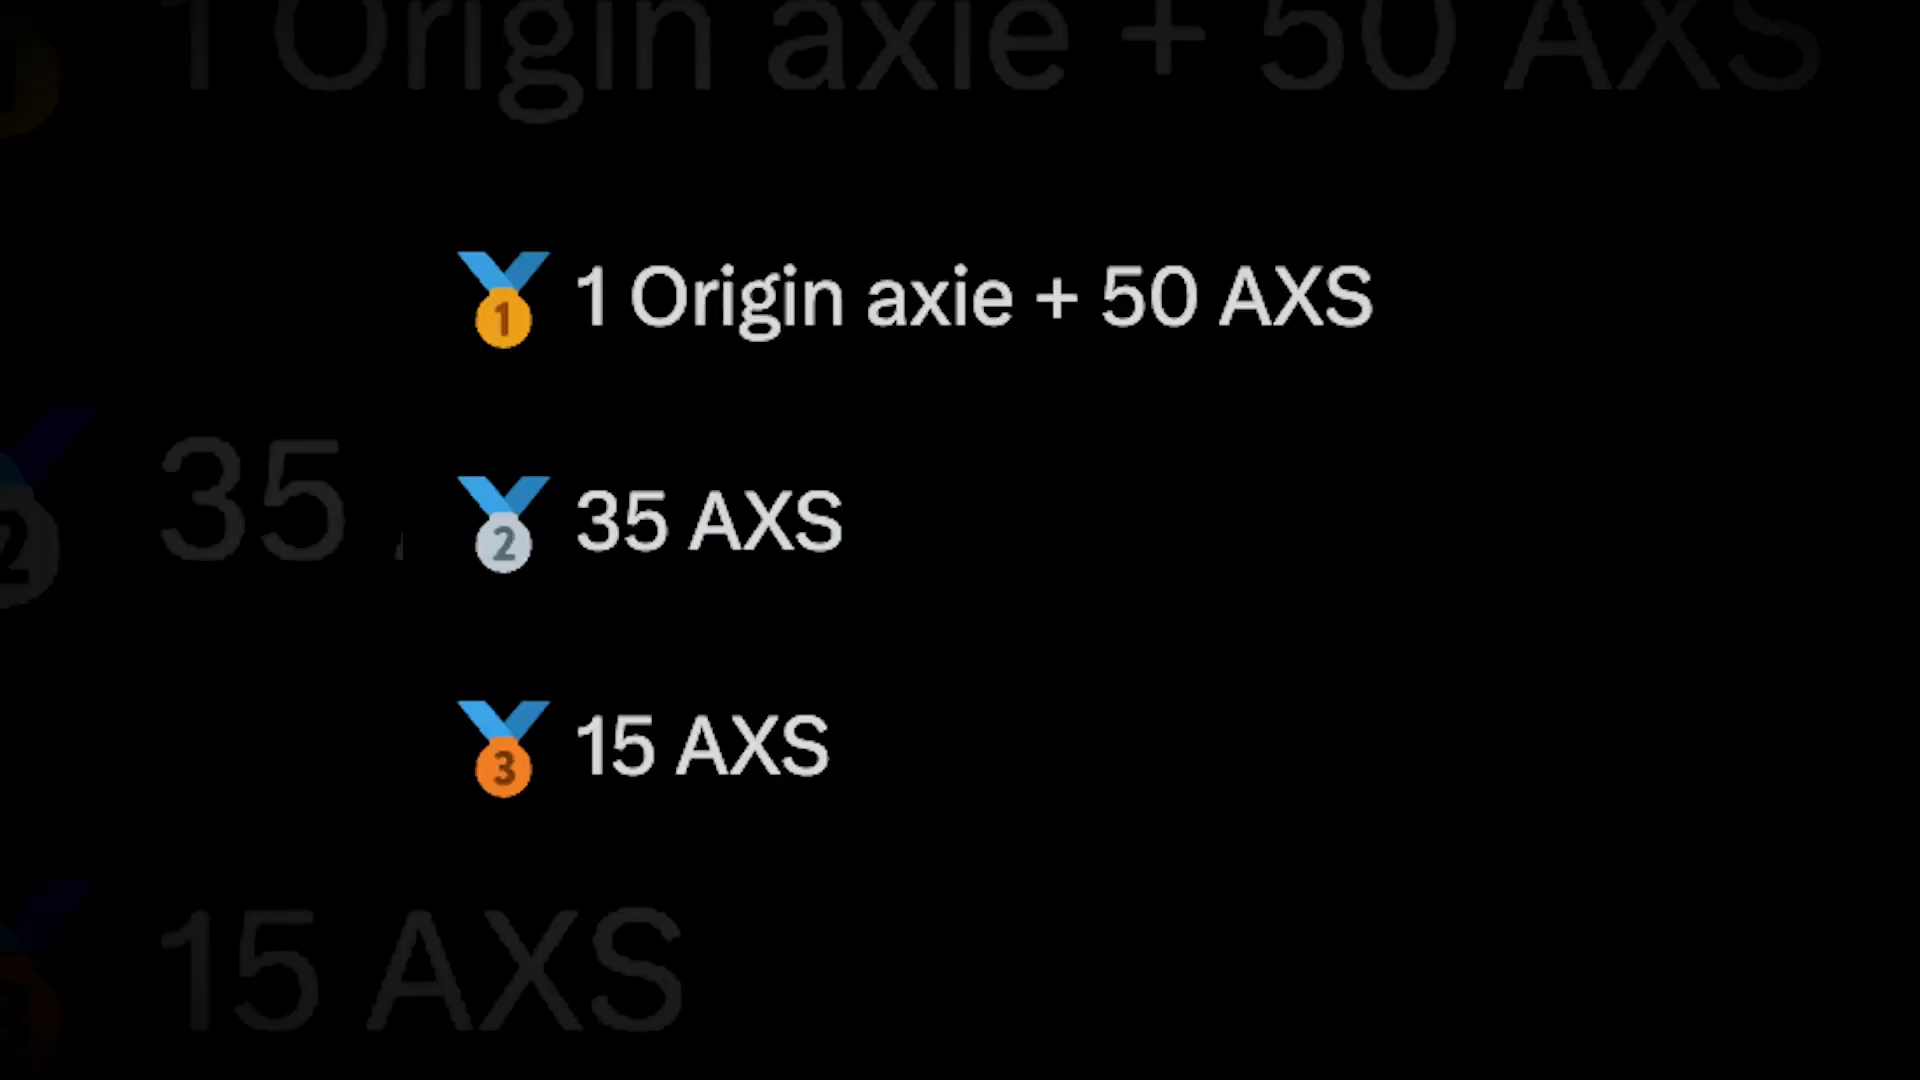 1 Origin axie + 50 AXS
🥇 1 Origin axie + 50 AXS
35
🥈 35 AXS
🥉 15 AXS
15 AXS